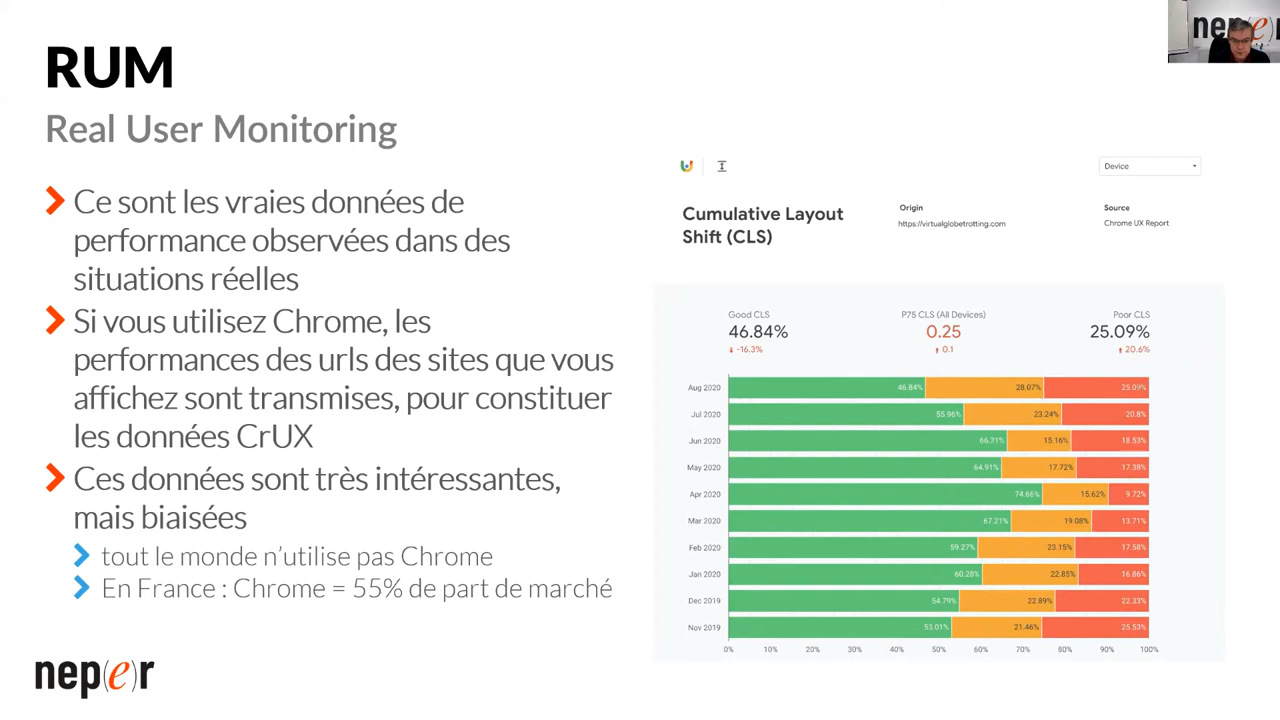 RUM
Real User Monitoring
Ce sont les vraies données de
performance observées dans des
situations réelles
Si vous utilisez Chrome, les
performances des urls des sites que vous
affichez sont transmises, pour constituer
les données CrUX
Ces données sont très intéressantes,
mais biaisées
tout le monde n’utilise pas Chrome
En France : Chrome = 55% de part de marché
nep(e)r
nep(e)r
Device
Cumulative Layout
Shift (CLS)
Origin
https://virtualglobetrotting.com
Source
Chrome UX Report
Good CLS
46.84%
-16.3%
P75 CLS (All Devices)
0.25
0.1
Poor CLS
25.09%
20.6%
Aug 2020 46.84% 28.07% 25.09%
Jul 2020 55.96% 23.24% 20.8%
Jun 2020 66.31% 15.16% 18.53%
May 2020 64.91% 17.72% 17.38%
Apr 2020 74.66% 15.62% 9.72%
Mar 2020 67.21% 19.08% 13.71%
Feb 2020 59.27% 23.15% 17.58%
Jan 2020 60.28% 22.85% 16.86%
Dec 2019 54.79% 22.89% 22.33%
Nov 2019 53.01% 21.46% 25.53%
0% 10% 20% 30% 40% 50% 60% 70% 80% 90% 100%